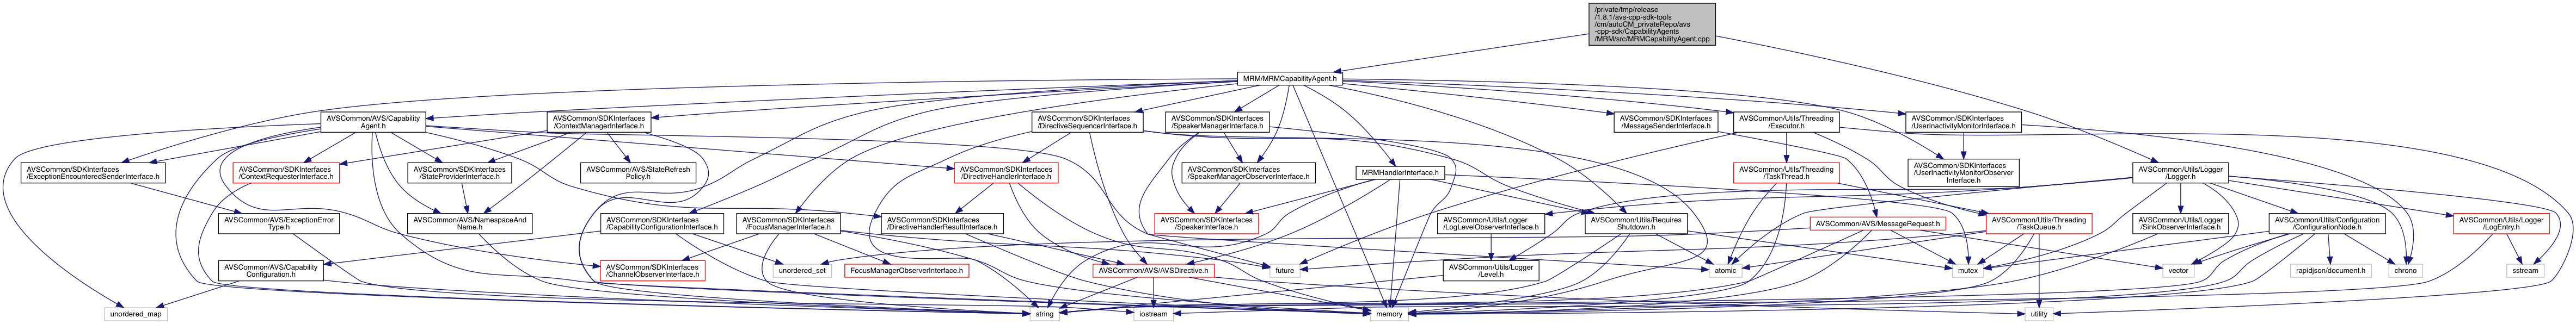 /private/tmp/release
/1.8.1/avs-cpp-sdk-tools
/cm/autoCM_privateRepo/avs
-cpp-sdk/CapabilityAgents
/MRM/src/MRMCapabilityAgent.cpp
MRM/MRMCapabilityAgent.h
AVSCommon/AVS/Capability
Agent.h
AVSCommon/SDKInterfaces
/ContextManagerInterface.h
AVSCommon/SDKInterfaces
/DirectiveSequencerInterface.h
AVSCommon/SDKInterfaces
/SpeakerManagerInterface.h
AVSCommon/SDKInterfaces
/MessageSenderInterface.h
AVSCommon/Utils/Threading
/Executor.h
AVSCommon/SDKInterfaces
/UserInactivityMonitorInterface.h
AVSCommon/SDKInterfaces
/ExceptionEncounteredSenderInterface.h
AVSCommon/SDKInterfaces
/ContextRequesterInterface.h
AVSCommon/SDKInterfaces
/StateProviderInterface.h
AVSCommon/AVS/StateRefresh
Policy.h
AVSCommon/SDKInterfaces
/DirectiveHandlerInterface.h
AVSCommon/SDKInterfaces
/SpeakerManagerObserverInterface.h
MRMHandlerInterface.h
AVSCommon/Utils/Threading
/TaskThread.h
AVSCommon/SDKInterfaces
/UserInactivityMonitorObserver
Interface.h
AVSCommon/Utils/Logger
/Logger.h
AVSCommon/AVS/ExceptionError
Type.h
AVSCommon/AVS/NamespaceAnd
Name.h
AVSCommon/SDKInterfaces
/CapabilityConfigurationInterface.h
AVSCommon/SDKInterfaces
/FocusManagerInterface.h
AVSCommon/SDKInterfaces
/DirectiveHandlerResultInterface.h
AVSCommon/SDKInterfaces
/SpeakerInterface.h
AVSCommon/Utils/Logger
/LogLevelObserverInterface.h
AVSCommon/Utils/Requires
Shutdown.h
AVSCommon/AVS/MessageRequest.h
AVSCommon/Utils/Threading
/TaskQueue.h
AVSCommon/Utils/Logger
/SinkObserverInterface.h
AVSCommon/Utils/Configuration
/ConfigurationNode.h
AVSCommon/Utils/Logger
/LogEntry.h
AVSCommon/AVS/Capability
Configuration.h
AVSCommon/SDKInterfaces
/ChannelObserverInterface.h
unordered_set
FocusManagerObserverInterface.h
AVSCommon/AVS/AVSDirective.h
future
AVSCommon/Utils/Logger
/Level.h
atomic
mutex
vector
rapidjson/document.h
chrono
sstream
unordered_map
string
iostream
memory
utility